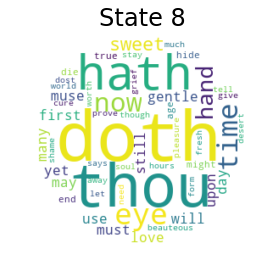 State 8
sweet much
stay
true hide
hath
grief
die
dost
world
muse
cure
now
worth
prove
though
gentle
age
tell
give
hand
first
doth
time
many
shame
still
pleasure
fresh
desert
yet
says
soul
hours
might
day
upon
may
thou
away
end
let
need
form
use
eye
will
must
love
beauteous